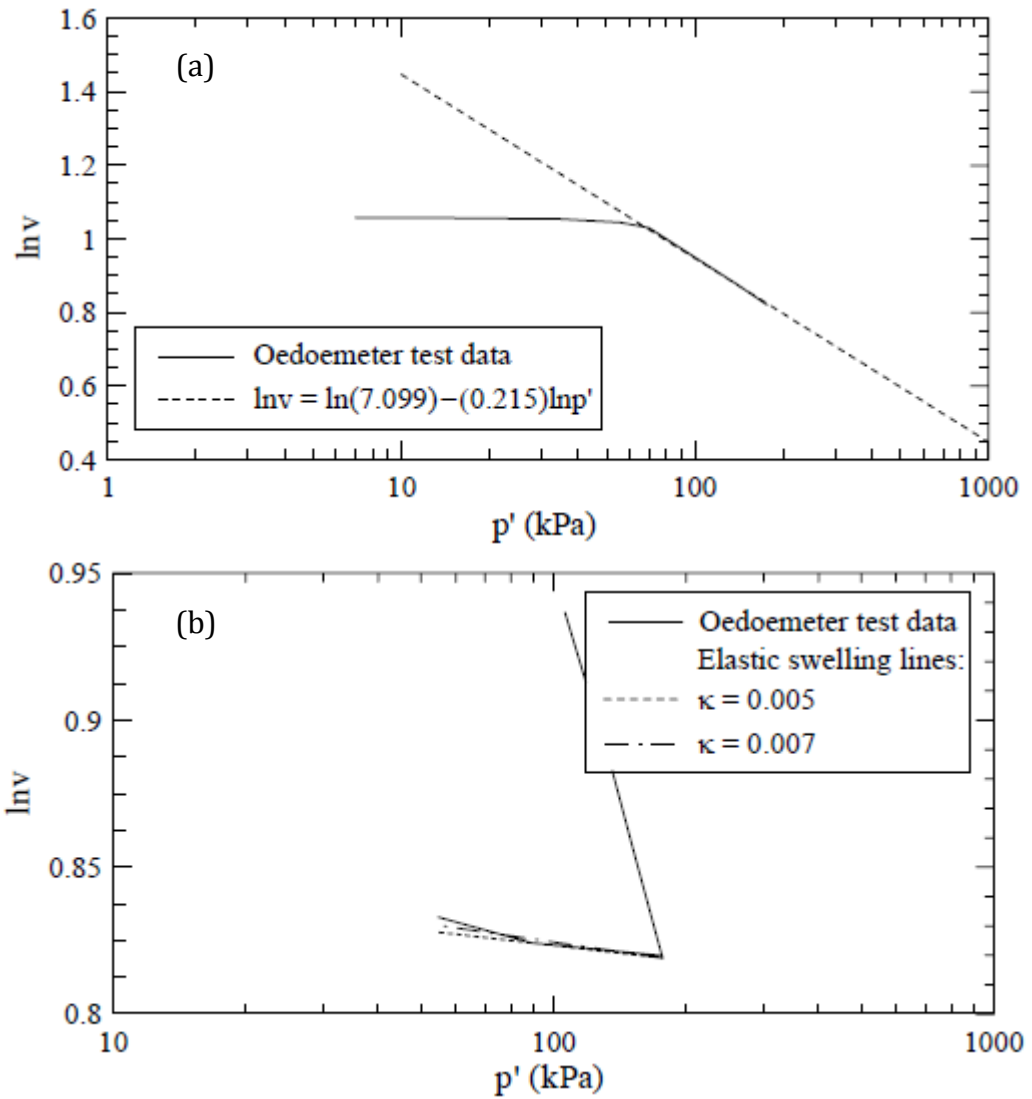 1.6
(a)
1.4
1.2
1
0.8
0.6
0.4
lnv
Oedoemeter test data
lnv = ln(7.099)−(0.215)lnp'
1 10 100 1000
p' (kPa)
0.95
(b)
0.9
0.85
0.8
lnv
Oedoemeter test data
Elastic swelling lines:
κ = 0.005
κ = 0.007
10 100 1000
p' (kPa)